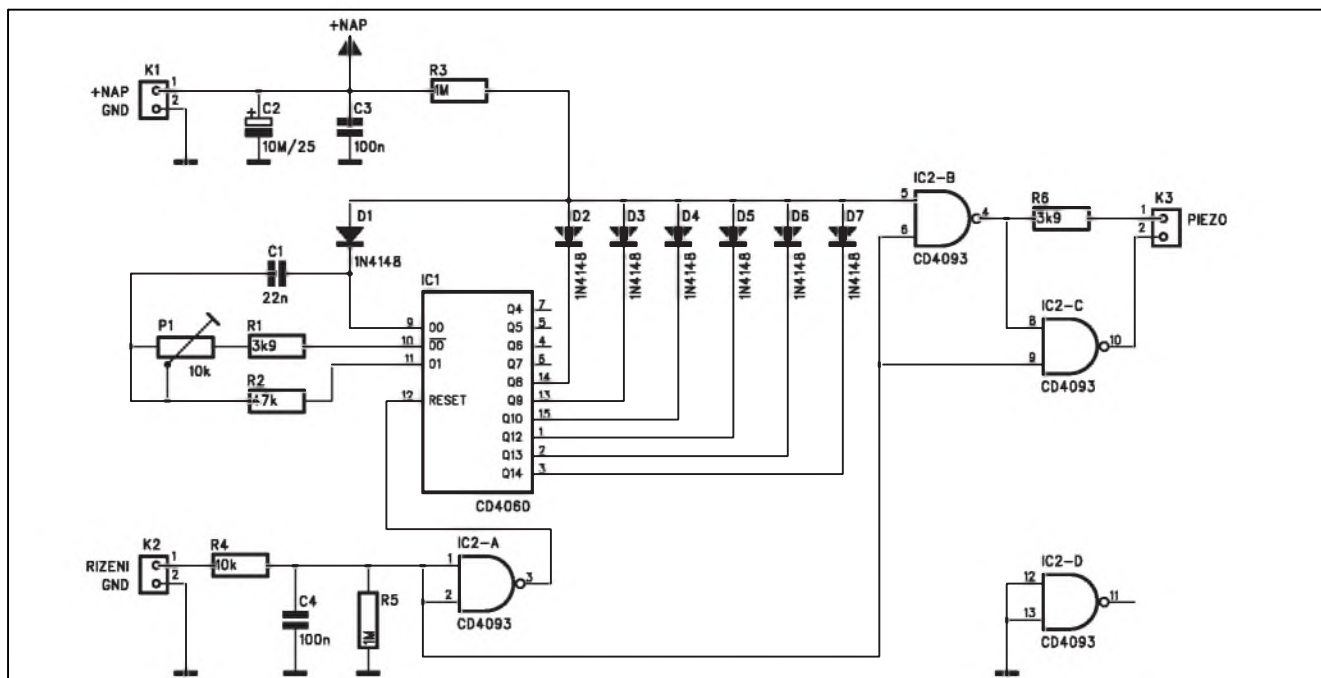 +NAP
K1
1
+NAP
2
GND
+
C2
10M/25
C3
100n
R3
1M
D1
1N4148
C1
22n
P1
10k
R1
3k9
R2
47k
IC1
9 OO
10 OO
11 O1
12 RESET
Q4 7
Q5 5
Q6 4
Q7 6
Q8 14
Q9 13
Q10 15
Q12 1
Q13 2
Q14 3
CD4060
D2
1N4148
D3
1N4148
D4
1N4148
D5
1N4148
D6
1N4148
D7
1N4148
IC2-B
5
6
4
CD4093
R6
3k9
K3
1
2
PIEZO
IC2-C
8
9
10
CD4093
K2
1
RIZENI
2
GND
R4
10k
C4
100n
R5
1M
IC2-A
1
2
3
CD4093
IC2-D
12
13
11
CD4093